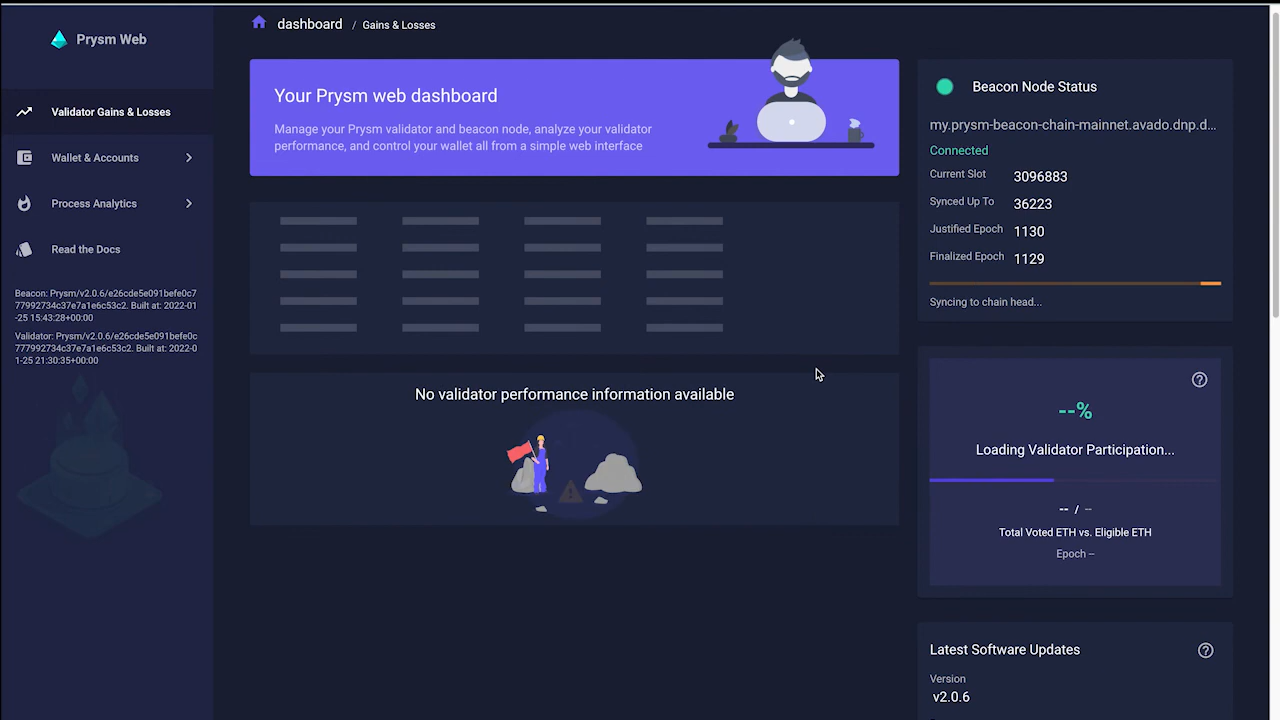 Prysm Web
Validator Gains & Losses
Wallet & Accounts
Process Analytics
Read the Docs
Beacon: Prysm/v2.0.6/e26cde5e091befe0c7
777992734c37e7a1e6c53c2. Built at: 2022-01
-25 15:43:28+00:00
Validator: Prysm/v2.0.6/e26cde5e091befe0c
7777992734c37e7a1e6c53c2. Built at: 2022-0
1-25 21:30:35+00:00
dashboard / Gains & Losses
Your Prysm web dashboard
Manage your Prysm validator and beacon node, analyze your validator
performance, and control your wallet all from a simple web interface
No validator performance information available
Beacon Node Status
my.prysm-beacon-chain-mainnet.avado.dnp.d...
Connected
Current Slot 3096883
Synced Up To 36223
Justified Epoch 1130
Finalized Epoch 1129
Syncing to chain head...
--%
Loading Validator Participation...
-- / --
Total Voted ETH vs. Eligible ETH
Epoch --
Latest Software Updates
Version
v2.0.6